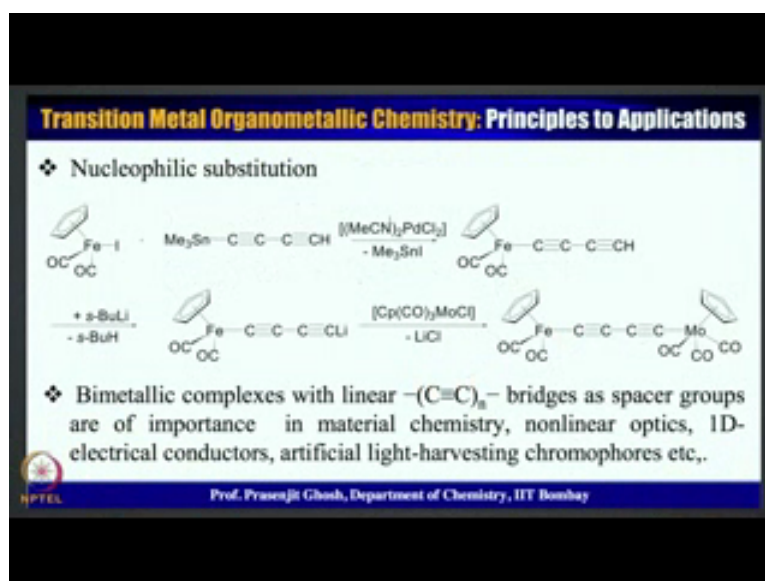 Transition Metal Organometallic Chemistry: Principles to Applications
❖ Nucleophilic substitution
Fe—I OC OC
Me₃Sn—C≡C—C≡CH
[(MeCN)₂PdCl₂]
- Me₃SnI
Fe—C≡C—C≡CH OC OC
+ s-BuLi
- s-BuH
Fe—C≡C—C≡CLi OC OC
[Cp(CO)₃MoCl]
- LiCl
Fe—C≡C—C≡C—Mo OC OC OC CO CO
❖ Bimetallic complexes with linear −(C≡C)ₙ− bridges as spacer groups
are of importance in material chemistry, nonlinear optics, 1D-
electrical conductors, artificial light-harvesting chromophores etc,.
NPTEL
Prof. Prasenjit Ghosh, Department of Chemistry, IIT Bombay